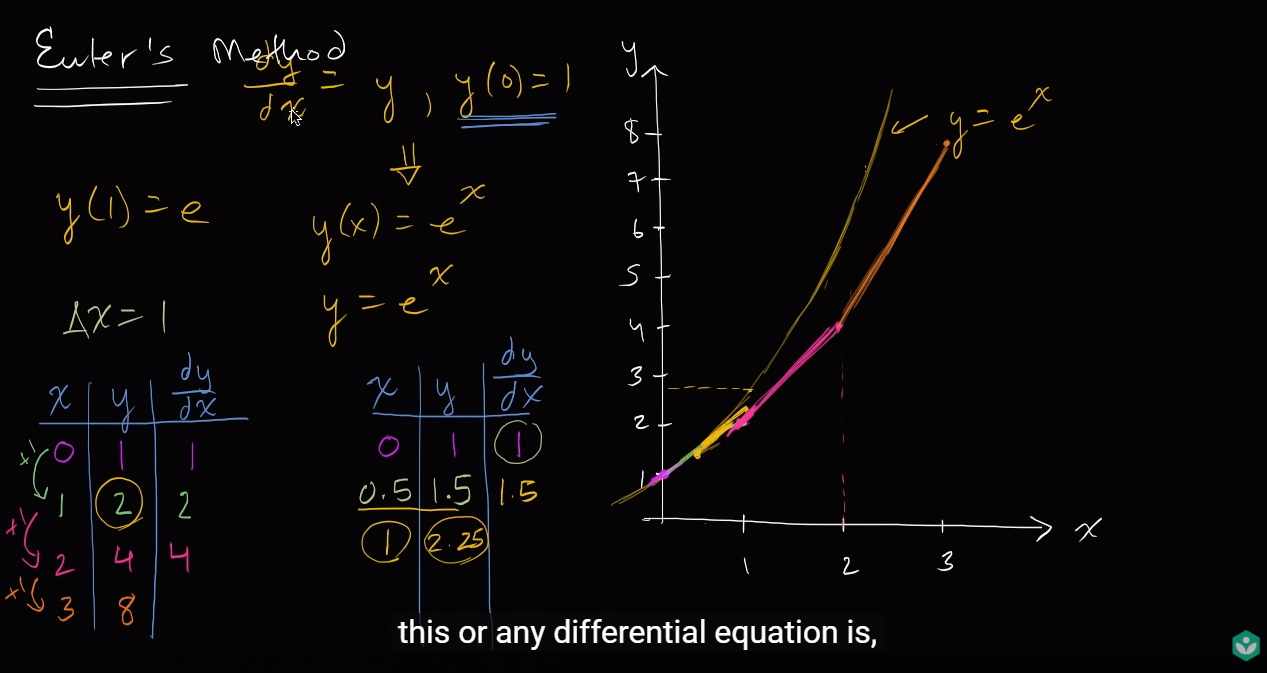 Euler's Method
dy/dx = y, y(0) = 1
⇓
y(1) = e
y(x) = e^x
y = e^x
Δx = 1
x y dy/dx
0 1 1
+1 1 2 2
+1 2 4 4
+1 3 8
x y dy/dx
0 1 1
0.5 1.5 1.5
1 2.25
y
y = e^x
8
7
6
5
4
3
2
1
1 2 3 x
this or any differential equation is,